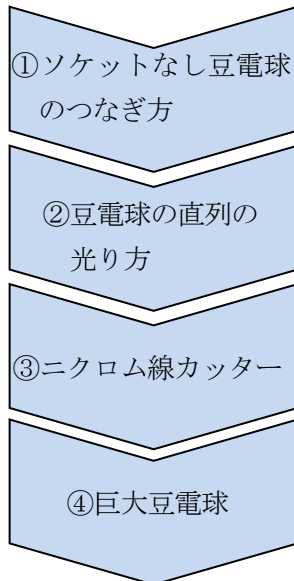 ①ソケットなし豆電球
のつなぎ方
②豆電球の直列の
光り方
③ニクロム線カッター
④巨大豆電球